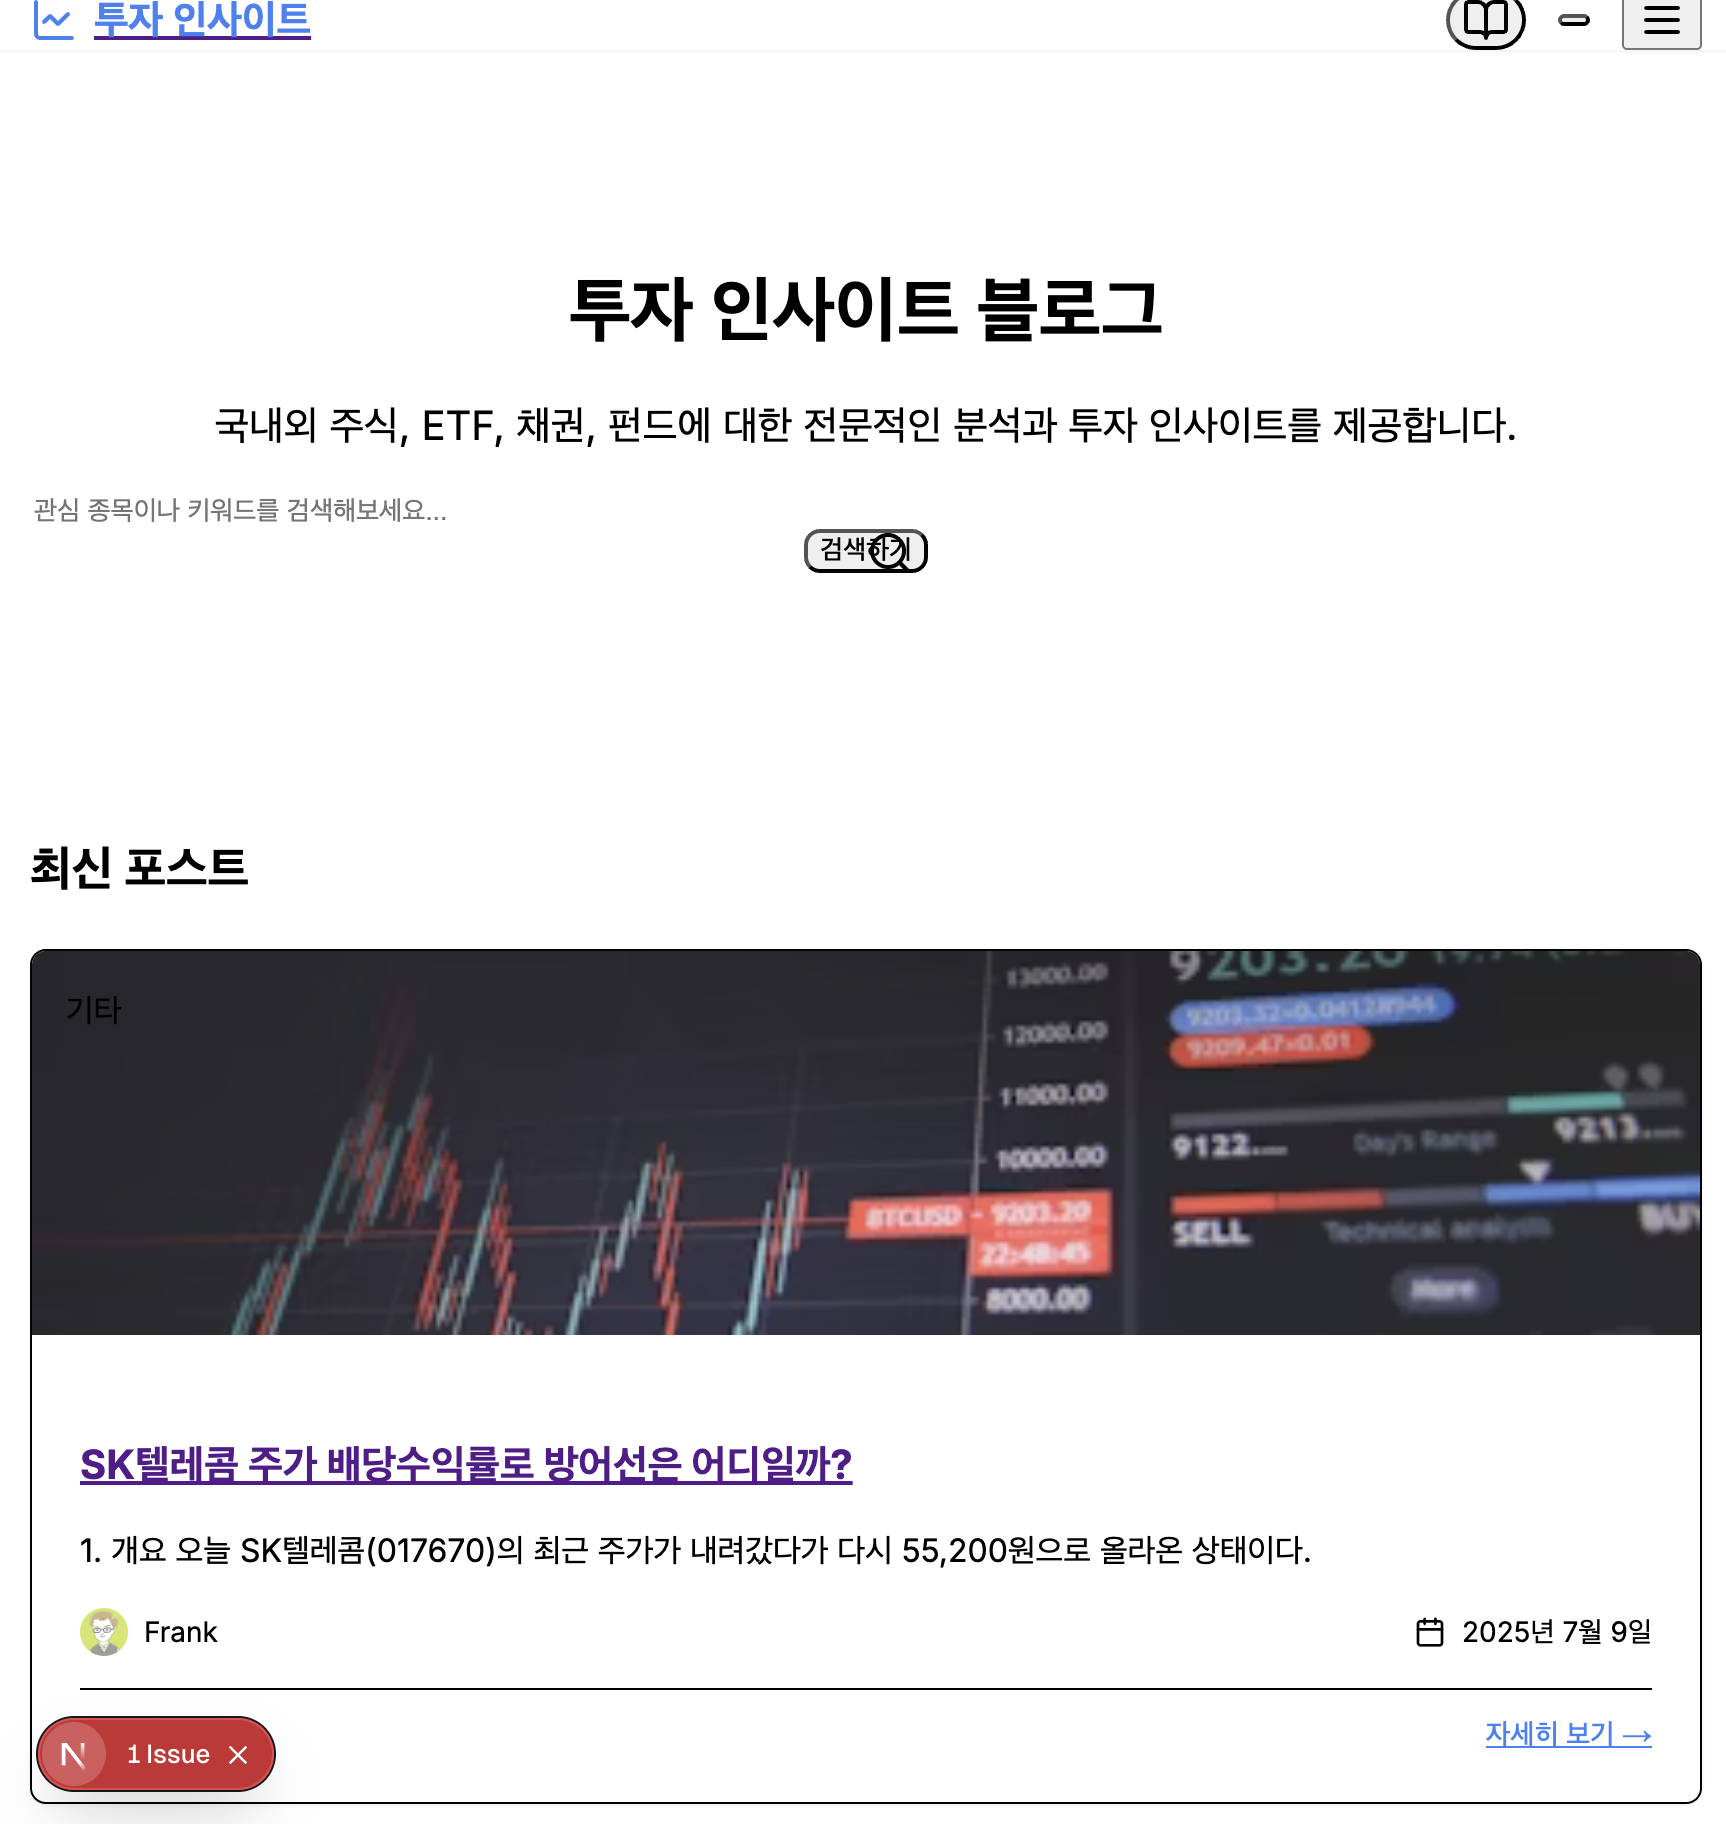 투자 인사이트
투자 인사이트 블로그
국내외 주식, ETF, 채권, 펀드에 대한 전문적인 분석과 투자 인사이트를 제공합니다.
관심 종목이나 키워드를 검색해보세요...
검색하기
최신 포스트
기타
13000.00
12000.00
11000.00
10000.00
BTCUSD - 9203.20
22:48:45
8000.00
9203.20
9209.47×0.01
9122.
Day's Range
9213.
SELL
Technical analysis
BUY
More
SK텔레콤 주가 배당수익률로 방어선은 어디일까?
1. 개요 오늘 SK텔레콤(017670)의 최근 주가가 내려갔다가 다시 55,200원으로 올라온 상태이다.
Frank
2025년 7월 9일
자세히 보기 →
N 1 Issue ×